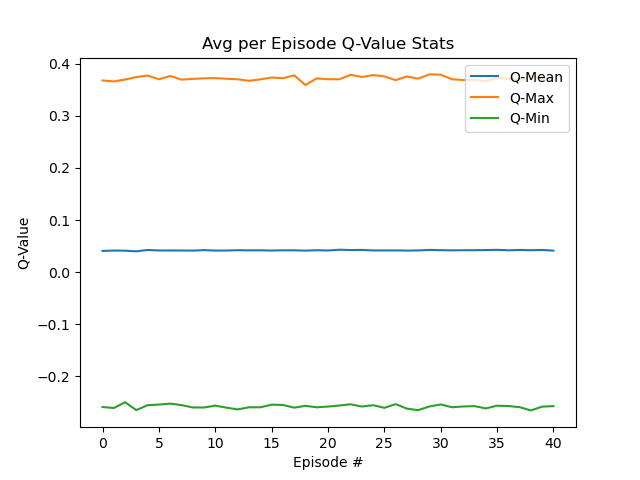 Avg per Episode Q-Value Stats
0.4
0.3
0.2
0.1
0.0
−0.1
−0.2
Q-Value
Q-Mean
Q-Max
Q-Min
0 5 10 15 20 25 30 35 40
Episode #